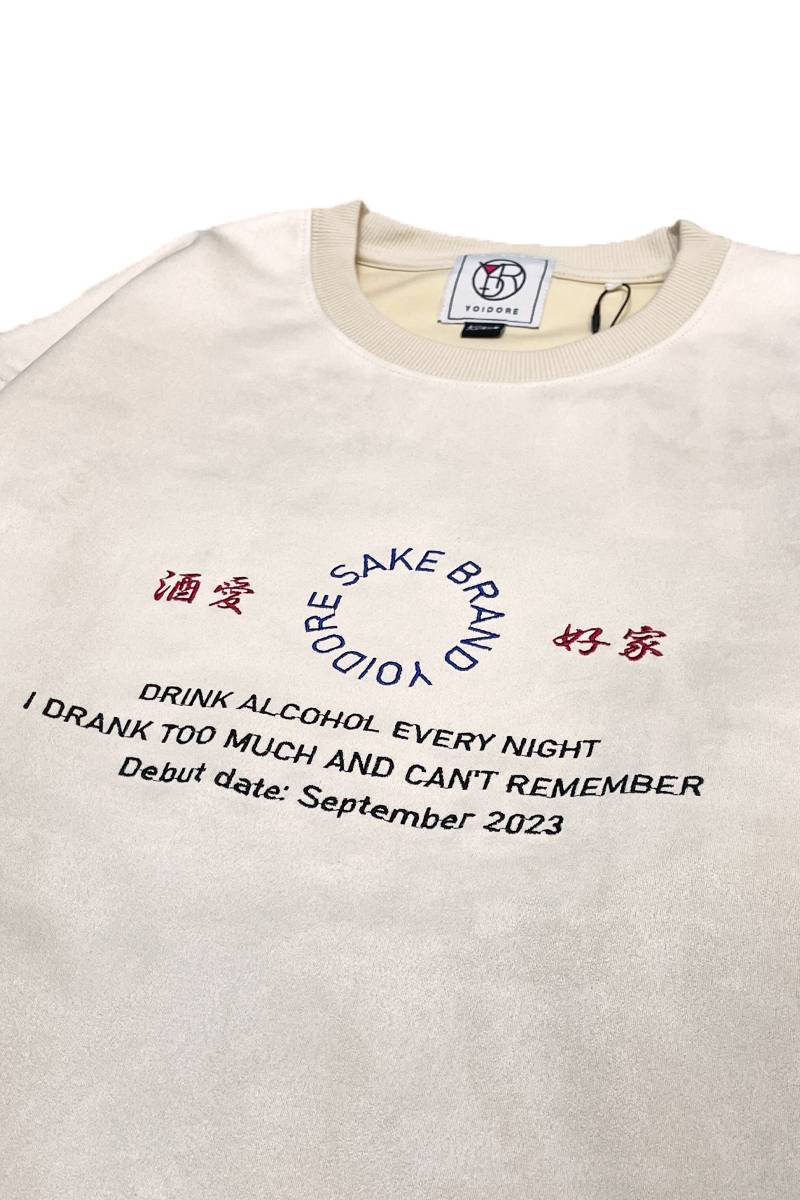 YR
YOIDORE
YOIDORE SAKE BRAND
酒愛
好家
DRINK ALCOHOL EVERY NIGHT
I DRANK TOO MUCH AND CAN'T REMEMBER
Debut date: September 2023